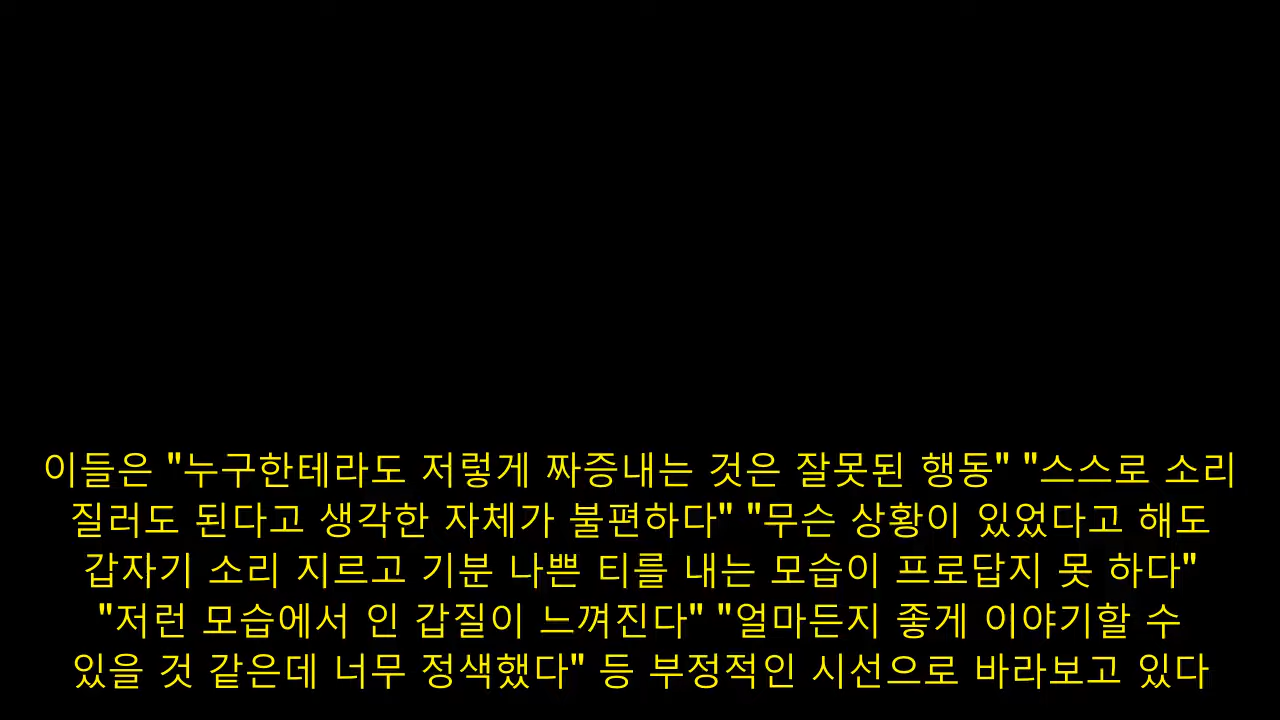 이들은 "누구한테라도 저렇게 짜증내는 것은 잘못된 행동" "스스로 소리
질러도 된다고 생각한 자체가 불편하다" "무슨 상황이 있었다고 해도
갑자기 소리 지르고 기분 나쁜 티를 내는 모습이 프로답지 못 하다"
"저런 모습에서 인 갑질이 느껴진다" "얼마든지 좋게 이야기할 수
있을 것 같은데 너무 정색했다" 등 부정적인 시선으로 바라보고 있다